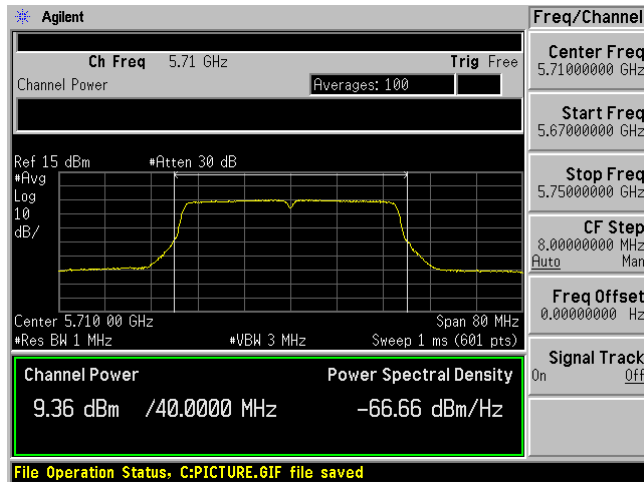 Agilent
Freq/Channel
Ch Freq 5.71 GHz Trig Free
Channel Power Averages: 100
Center Freq
5.71000000 GHz
Start Freq
5.67000000 GHz
Stop Freq
5.75000000 GHz
CF Step
8.00000000 MHz
Auto Man
Freq Offset
0.00000000 Hz
Signal Track
On Off
Ref 15 dBm #Atten 30 dB
#Avg
Log
10
dB/
Center 5.710 00 GHz Span 80 MHz
#Res BW 1 MHz #VBW 3 MHz Sweep 1 ms (601 pts)
Channel Power Power Spectral Density
9.36 dBm /40.0000 MHz -66.66 dBm/Hz
File Operation Status, C:PICTURE.GIF file saved